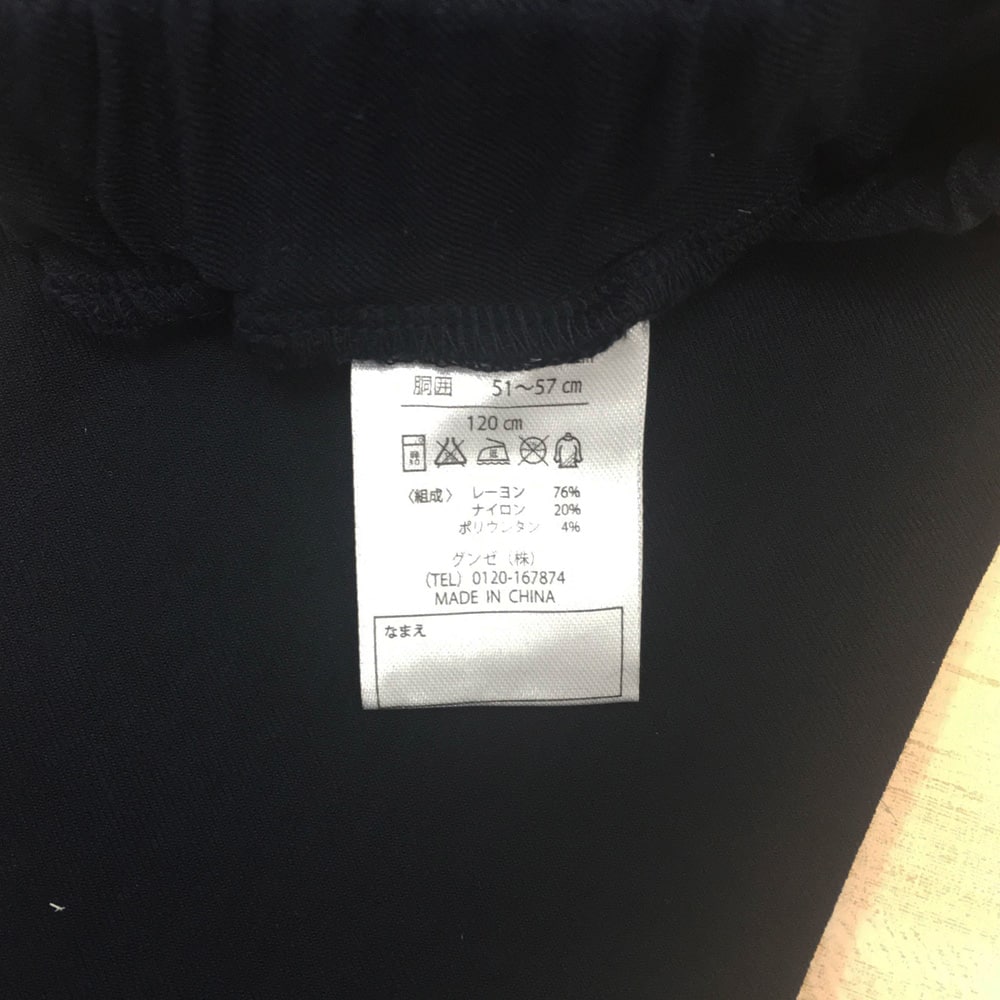 胴囲 51〜57 cm
120 cm
低
〈組成〉 レーヨン 76%
ナイロン 20%
ポリウレタン 4%
グンゼ（株）
（TEL）0120-167874
MADE IN CHINA
なまえ